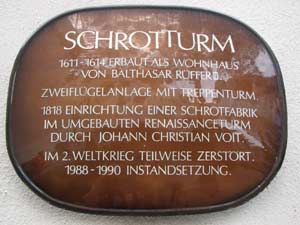 SCHROTTURM
1611-1614 ERBAUT ALS WOHNHAUS
VON BALTHASAR RÜFFER D.
ZWEIFLÜGELANLAGE MIT TREPPENTURM.
1818 EINRICHTUNG EINER SCHROTFABRIK
IM UMGEBAUTEN RENAISSANCETURM
DURCH JOHANN CHRISTIAN VOIT.
IM 2. WELTKRIEG TEILWEISE ZERSTÖRT.
1988-1990 INSTANDSETZUNG.